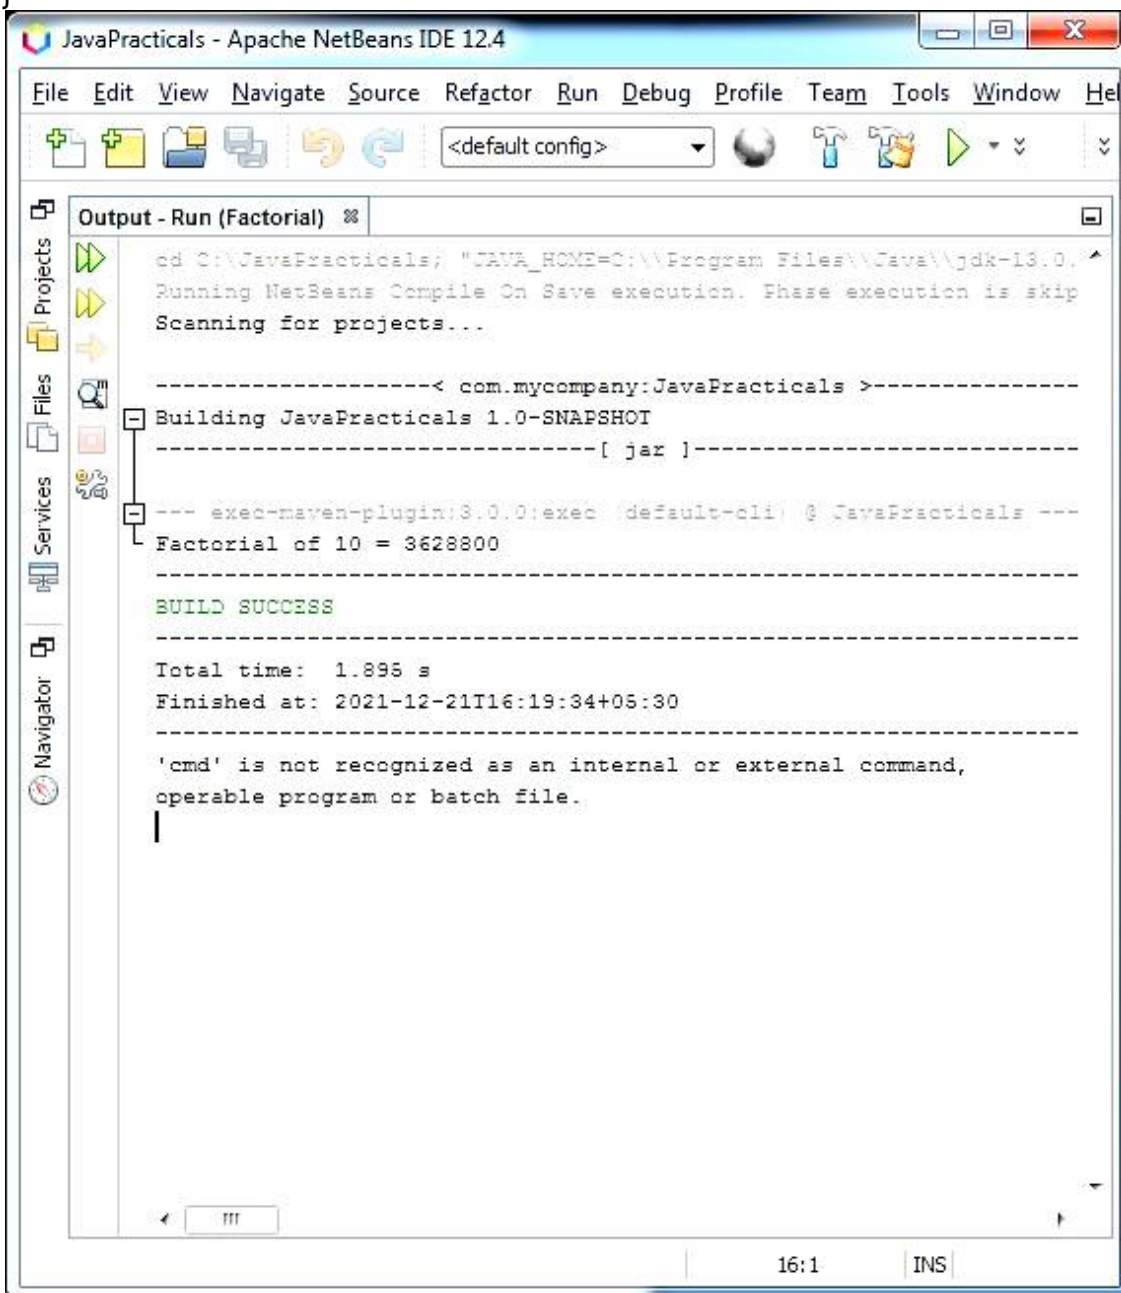 }
JavaPracticals - Apache NetBeans IDE 12.4
File Edit View Navigate Source Refactor Run Debug Profile Team Tools Window Hel
<default config>
Output - Run (Factorial)
cd C:\JavaPracticals; "JAVA_HOME=C:\\Program Files\\Java\\jdk-13.0.
Running NetBeans Compile On Save execution. Phase execution is skip
Scanning for projects...
--------------------< com.mycompany:JavaPracticals >---------------
Building JavaPracticals 1.0-SNAPSHOT
--------------------------------[ jar ]----------------------------
--- exec-maven-plugin:3.0.0:exec (default-cli) @ JavaPracticals ---
Factorial of 10 = 3628800
-------------------------------------------------------------------
BUILD SUCCESS
-------------------------------------------------------------------
Total time:  1.895 s
Finished at: 2021-12-21T16:19:34+05:30
-------------------------------------------------------------------
'cmd' is not recognized as an internal or external command,
operable program or batch file.
Projects
Files
Services
Navigator
16:1 INS